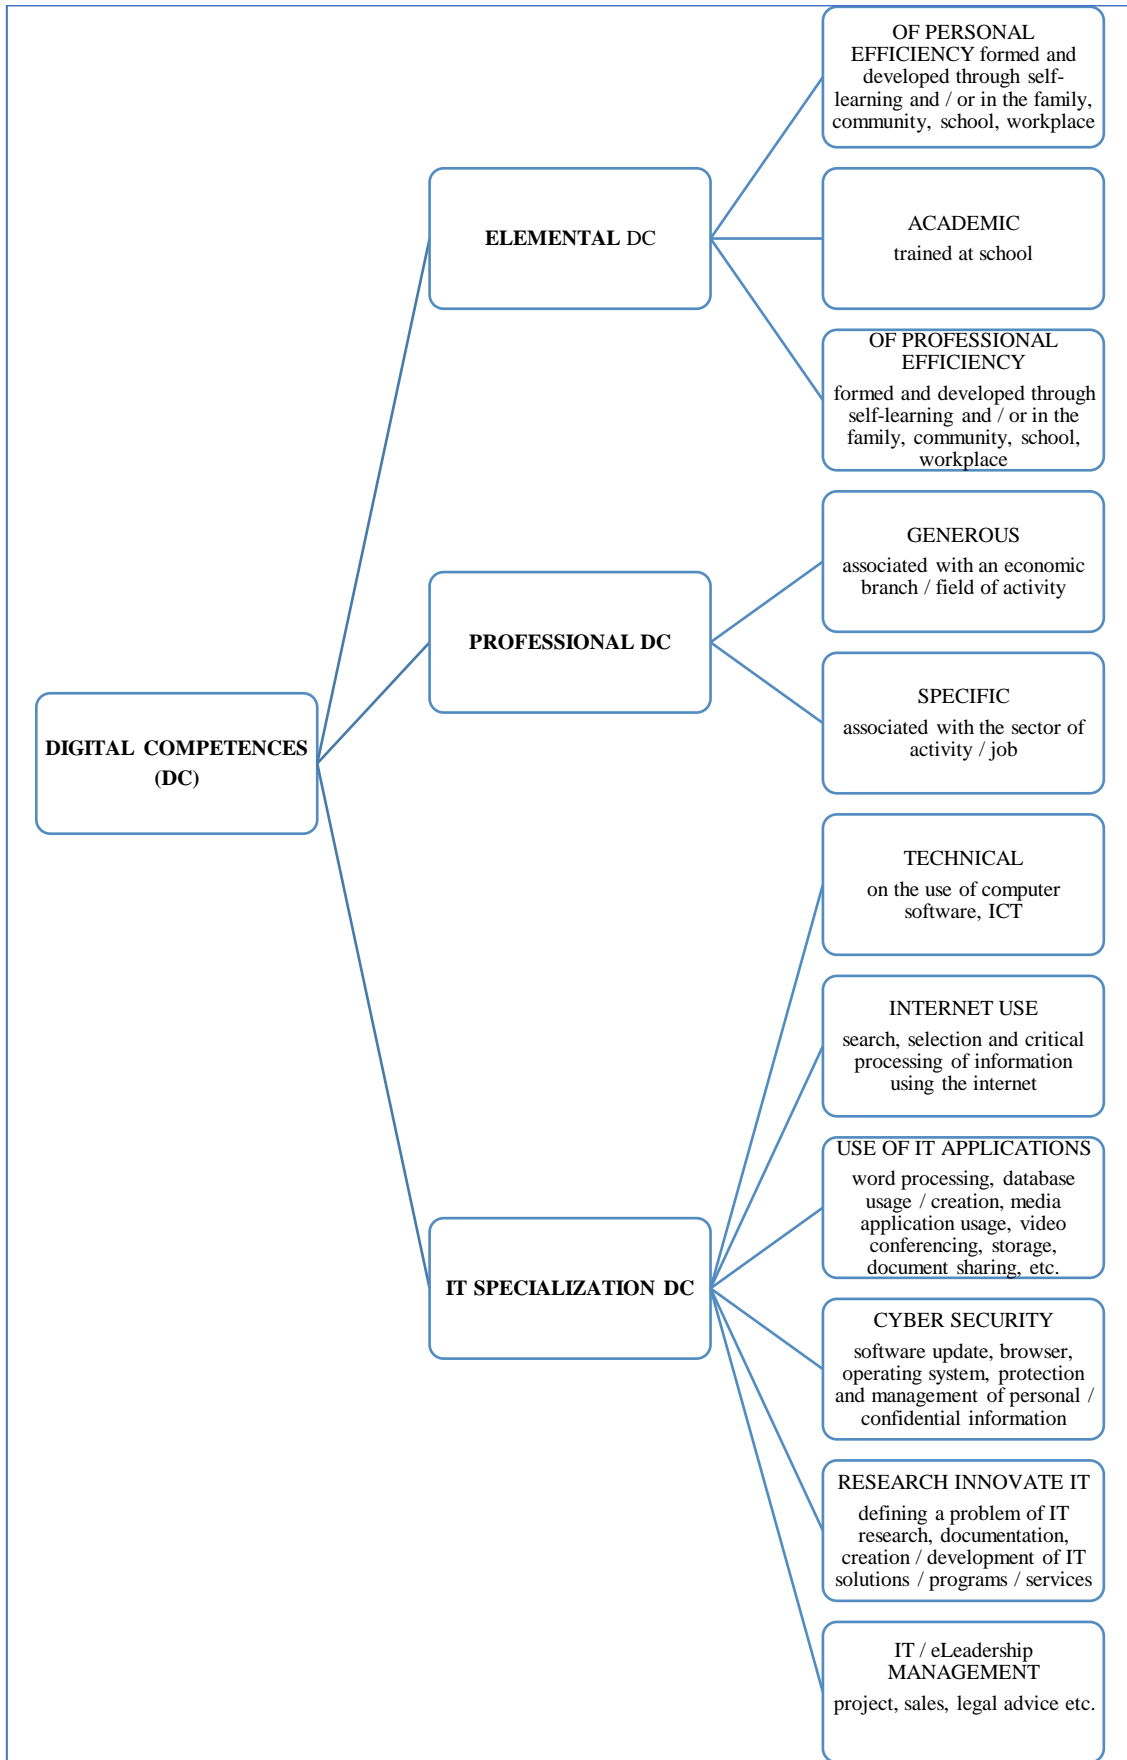 OF PERSONAL
EFFICIENCY formed and
developed through self-
learning and / or in the family,
community, school, workplace
ELEMENTAL DC
ACADEMIC
trained at school
OF PROFESSIONAL
EFFICIENCY
formed and developed through
self-learning and / or in the
family, community, school,
workplace
GENEROUS
associated with an economic
branch / field of activity
PROFESSIONAL DC
SPECIFIC
associated with the sector of
activity / job
DIGITAL COMPETENCES
(DC)
TECHNICAL
on the use of computer
software, ICT
INTERNET USE
search, selection and critical
processing of information
using the internet
USE OF IT APPLICATIONS
word processing, database
usage / creation, media
application usage, video
conferencing, storage,
document sharing, etc.
IT SPECIALIZATION DC
CYBER SECURITY
software update, browser,
operating system, protection
and management of personal /
confidential information
RESEARCH INNOVATE IT
defining a problem of IT
research, documentation,
creation / development of IT
solutions / programs / services
IT / eLeadership
MANAGEMENT
project, sales, legal advice etc.